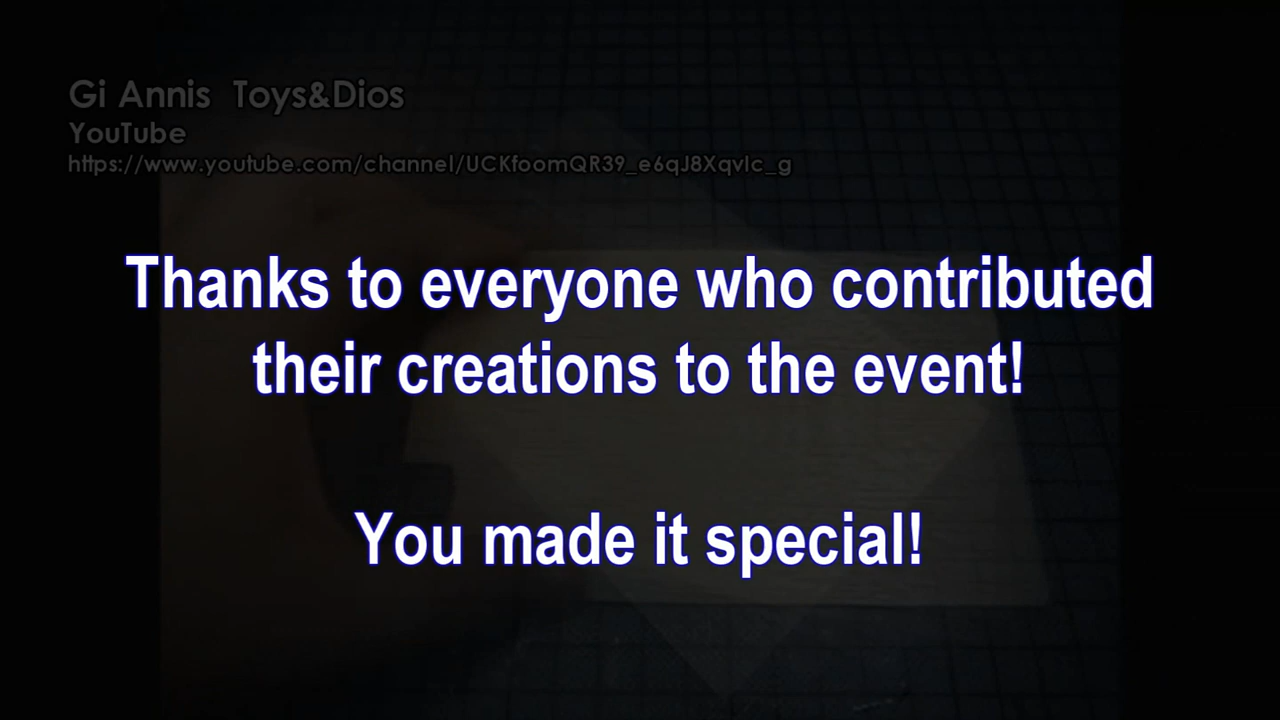 Gi Annis Toys&Dios
YouTube
https://www.youtube.com/channel/UCKfoomQR39_e6qJ8Xqvlc_g
Thanks to everyone who contributed
their creations to the event!
You made it special!